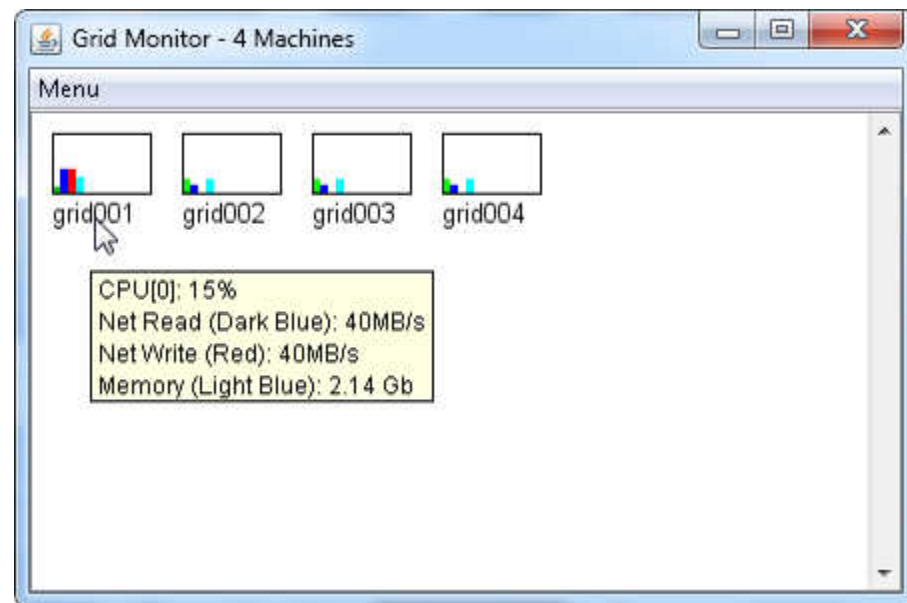 Grid Monitor - 4 Machines
Menu
grid001 grid002 grid003 grid004
CPU[0]: 15%
Net Read (Dark Blue): 40MB/s
Net Write (Red): 40MB/s
Memory (Light Blue): 2.14 Gb